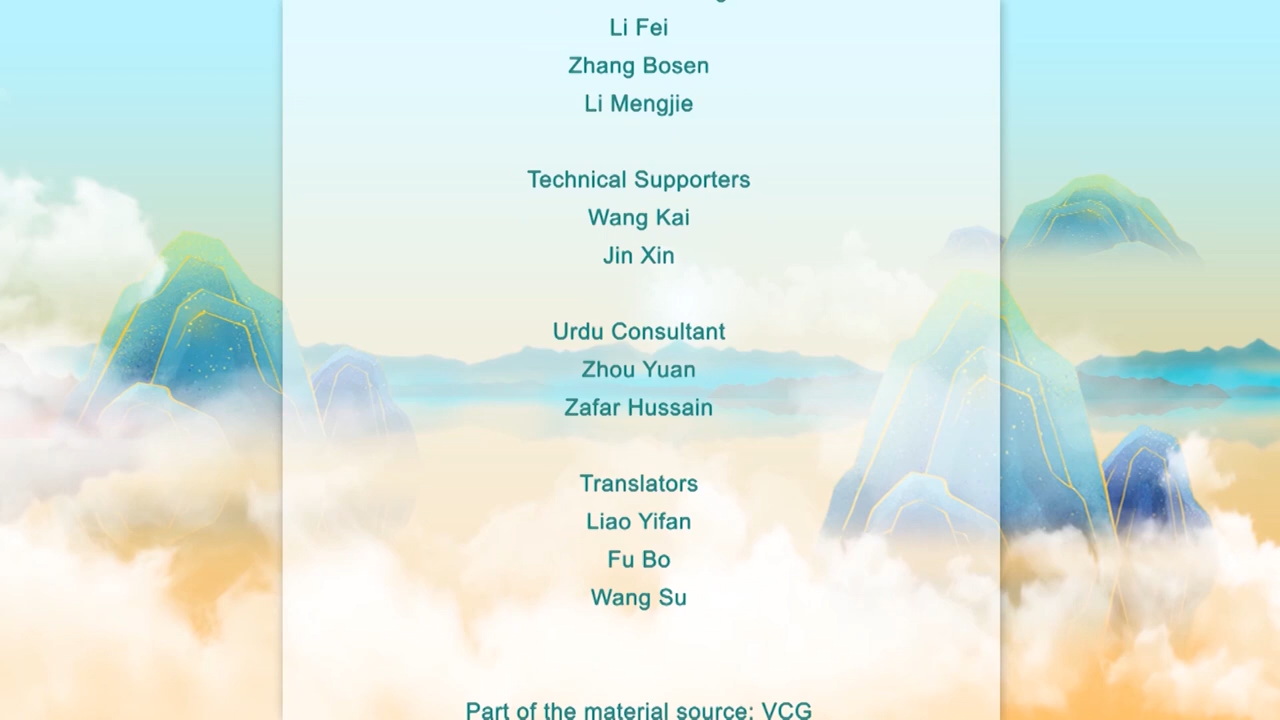 Li Fei
Zhang Bosen
Li Mengjie
Technical Supporters
Wang Kai
Jin Xin
Urdu Consultant
Zhou Yuan
Zafar Hussain
Translators
Liao Yifan
Fu Bo
Wang Su
Part of the material source: VCG